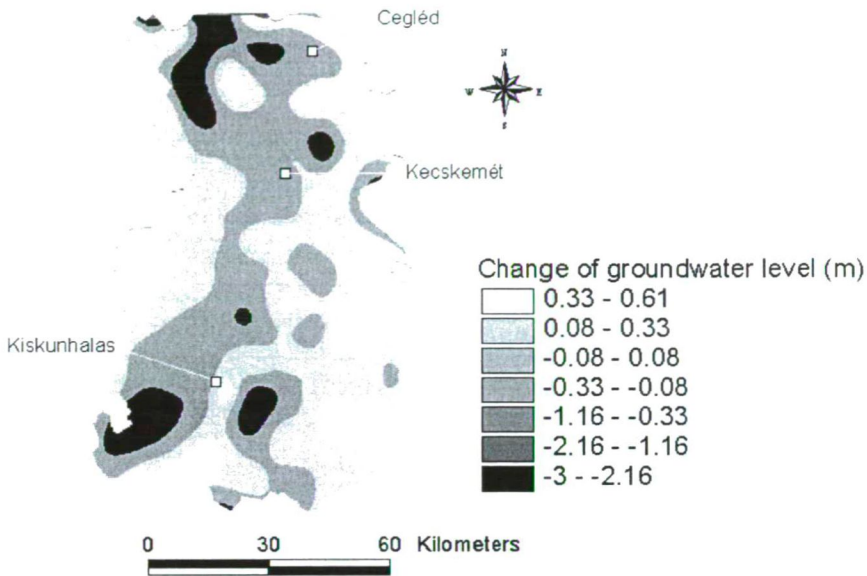 Cegléd
N
W E
S
Kecskemét
Kiskunhalas
Change of groundwater level (m)
0.33 - 0.61
0.08 - 0.33
-0.08 - 0.08
-0.33 - -0.08
-1.16 - -0.33
-2.16 - -1.16
-3 - -2.16
0 30 60 Kilometers